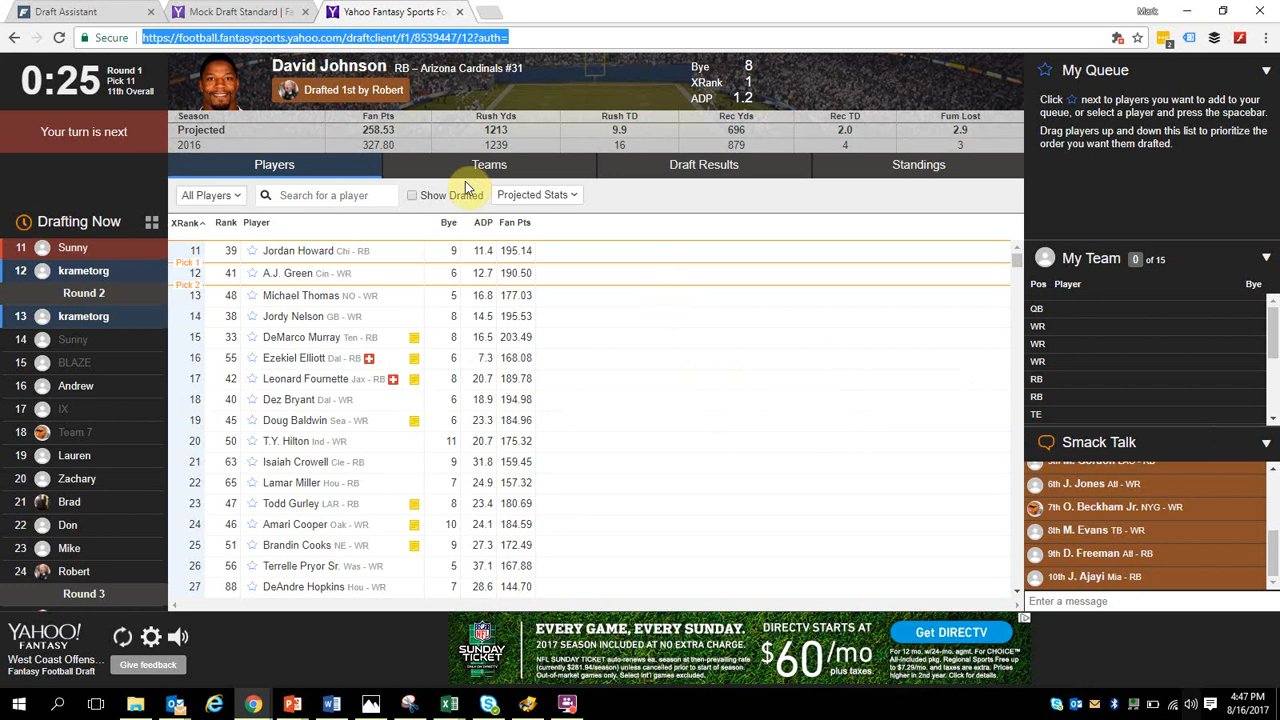 Draft Assistant
Mock Draft Standard | Fa
Yahoo Fantasy Sports Fo
Mark
Secure
https://football.fantasysports.yahoo.com/draftclient/f1/8539447/12?auth=
0:25
Round 1
Pick 11
11th Overall
Your turn is next
David Johnson RB – Arizona Cardinals #31
Drafted 1st by Robert
Bye 8
XRank 1
ADP 1.2
Season Fan Pts Rush Yds Rush TD Rec Yds Rec TD Fum Lost
Projected 258.53 1213 9.9 696 2.0 2.9
2016 327.80 1239 16 879 4 3
Players Teams Draft Results Standings
All Players Search for a player Show Drafted Projected Stats
XRank Rank Player Bye ADP Fan Pts
11 39 Jordan Howard Chi - RB 9 11.4 195.14
Pick 1
12 41 A.J. Green Cin - WR 6 12.7 190.50
Pick 2
13 48 Michael Thomas NO - WR 5 16.8 177.03
14 38 Jordy Nelson GB - WR 8 14.5 195.53
15 33 DeMarco Murray Ten - RB 8 16.5 203.49
16 55 Ezekiel Elliott Dal - RB 6 7.3 168.08
17 42 Leonard Fournette Jax - RB 8 20.7 189.78
18 40 Dez Bryant Dal - WR 6 18.9 194.98
19 45 Doug Baldwin Sea - WR 6 23.3 184.96
20 50 T.Y. Hilton Ind - WR 11 20.7 175.32
21 63 Isaiah Crowell Cle - RB 9 31.8 159.45
22 65 Lamar Miller Hou - RB 7 24.9 157.32
23 47 Todd Gurley LAR - RB 8 23.4 180.69
24 46 Amari Cooper Oak - WR 10 24.1 184.59
25 51 Brandin Cooks NE - WR 9 27.3 172.49
26 56 Terrelle Pryor Sr. Was - WR 5 37.1 167.88
27 88 DeAndre Hopkins Hou - WR 7 28.6 144.70
Drafting Now
11 Sunny
12 krametorg
Round 2
13 krametorg
14 Sunny
15 BLAZE
16 Andrew
17 IX
18 Team 7
19 Lauren
20 Zachary
21 Brad
22 Don
23 Mike
24 Robert
Round 3
My Queue
Click ☆ next to players you want to add to your
queue, or select a player and press the spacebar.
Drag players up and down this list to prioritize the
order you want them drafted.
My Team 0 of 15
Pos Player Bye
QB
WR
WR
WR
RB
RB
TE
Smack Talk
6th J. Jones Atl - WR
7th O. Beckham Jr. NYG - WR
8th M. Evans TB - WR
9th D. Freeman Atl - RB
10th J. Ajayi Mia - RB
Enter a message
YAHOO!
FANTASY
West Coast Offens...
Fantasy Football Draft
Give feedback
NFL
SUNDAY
TICKET
EVERY GAME, EVERY SUNDAY.
2017 SEASON INCLUDED AT NO EXTRA CHARGE.
DIRECTV STARTS AT
$60/mo
plus taxes.
Get DIRECTV
4:47 PM
8/16/2017